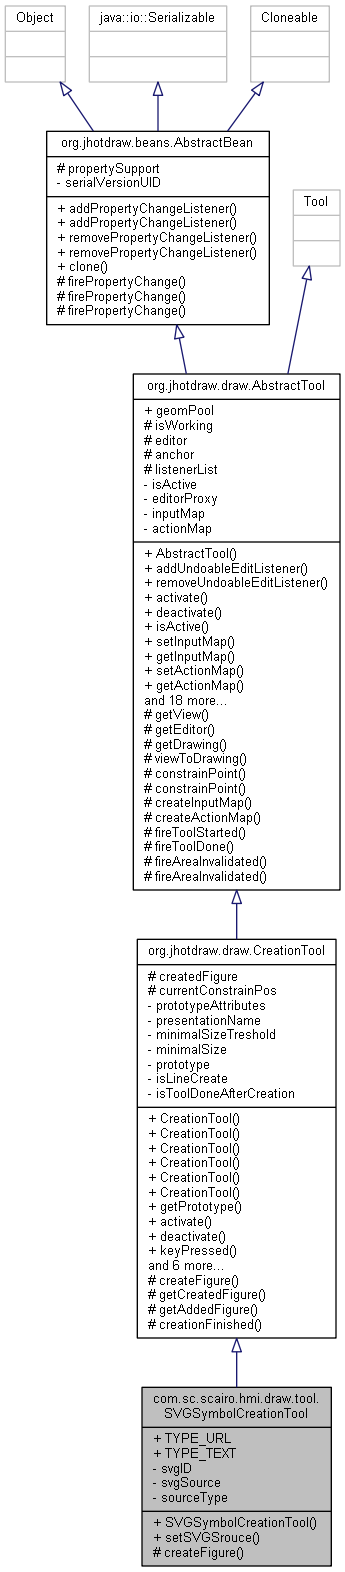 Object
java::io::Serializable
Cloneable
org.jhotdraw.beans.AbstractBean
# propertySupport
- serialVersionUID
+ addPropertyChangeListener()
+ addPropertyChangeListener()
+ removePropertyChangeListener()
+ removePropertyChangeListener()
+ clone()
# firePropertyChange()
# firePropertyChange()
# firePropertyChange()
Tool
org.jhotdraw.draw.AbstractTool
+ geomPool
# isWorking
# editor
# anchor
# listenerList
- isActive
- editorProxy
- inputMap
- actionMap
+ AbstractTool()
+ addUndoableEditListener()
+ removeUndoableEditListener()
+ activate()
+ deactivate()
+ isActive()
+ setInputMap()
+ getInputMap()
+ setActionMap()
+ getActionMap()
and 18 more...
# getView()
# getEditor()
# getDrawing()
# viewToDrawing()
# constrainPoint()
# constrainPoint()
# createInputMap()
# createActionMap()
# fireToolStarted()
# fireToolDone()
# fireAreaInvalidated()
# fireAreaInvalidated()
org.jhotdraw.draw.CreationTool
# createdFigure
# currentConstrainPos
- prototypeAttributes
- presentationName
- minimalSizeTreshold
- minimalSize
- prototype
- isLineCreate
- isToolDoneAfterCreation
+ CreationTool()
+ CreationTool()
+ CreationTool()
+ CreationTool()
+ CreationTool()
+ CreationTool()
+ getPrototype()
+ activate()
+ deactivate()
+ keyPressed()
and 6 more...
# createFigure()
# getCreatedFigure()
# getAddedFigure()
# creationFinished()
com.sc.scairo.hmi.draw.tool.
SVGSymbolCreationTool
+ TYPE_URL
+ TYPE_TEXT
- svgID
- svgSource
- sourceType
+ SVGSymbolCreationTool()
+ setSVGSrouce()
# createFigure()